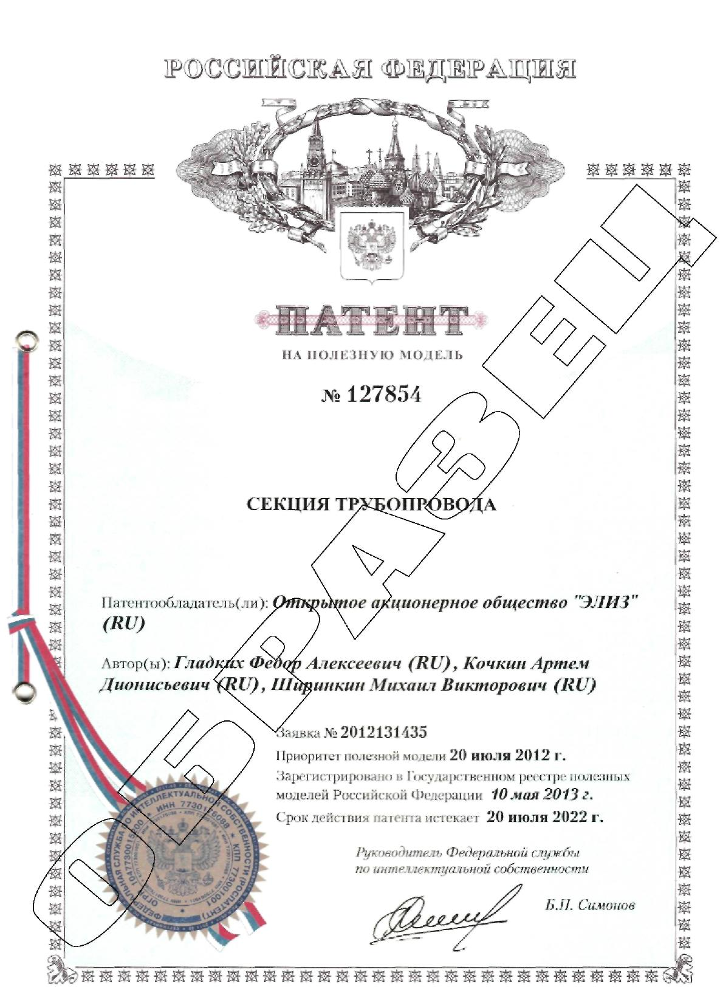 РОССИЙСКАЯ ФЕДЕРАЦИЯ
ПАТЕНТ
НА ПОЛЕЗНУЮ МОДЕЛЬ
№ 127854
СЕКЦИЯ ТРУБОПРОВОДА
Патентообладатель(ли): Открытое акционерное общество "ЭЛИЗ"
(RU)
Автор(ы): Гладких Федор Алексеевич (RU), Кочкин Артем
Дионисьевич (RU), Ширинкин Михаил Викторович (RU)
Заявка № 2012131435
Приоритет полезной модели 20 июля 2012 г.
Зарегистрировано в Государственном реестре полезных
моделей Российской Федерации 10 мая 2013 г.
Срок действия патента истекает 20 июля 2022 г.
Руководитель Федеральной службы
по интеллектуальной собственности
Б.П. Симонов
ФЕДЕРАЛЬНАЯ СЛУЖБА ПО ИНТЕЛЛЕКТУАЛЬНОЙ СОБСТВЕННОСТИ (РОСПАТЕНТ)
ОГРН 1047730015200 * ИНН 7730176088 * КПП 773001001
ОБРАЗЕЦ